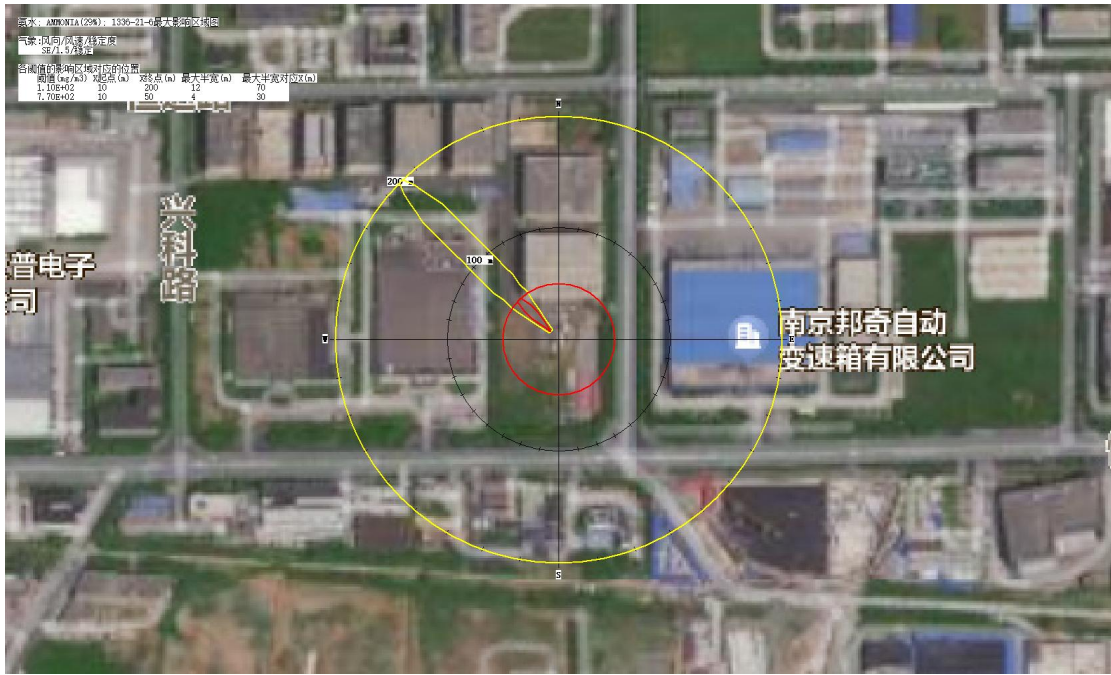 氨水: AMMONIA(29%); 1336-21-6最大影响区域图
气象:风向/风速/稳定度
SE/1.5/稳定
各阈值的影响区域对应的位置
阈值(mg/m3) X起点(m) X终点(m) 最大半宽(m) 最大半宽对应X(m)
1.10E+02 10 200 12 70
7.70E+02 10 50 4 30
N
200 m
兴科路
100 m
普电子
司
W
E
南京邦奇自动
变速箱有限公司
S